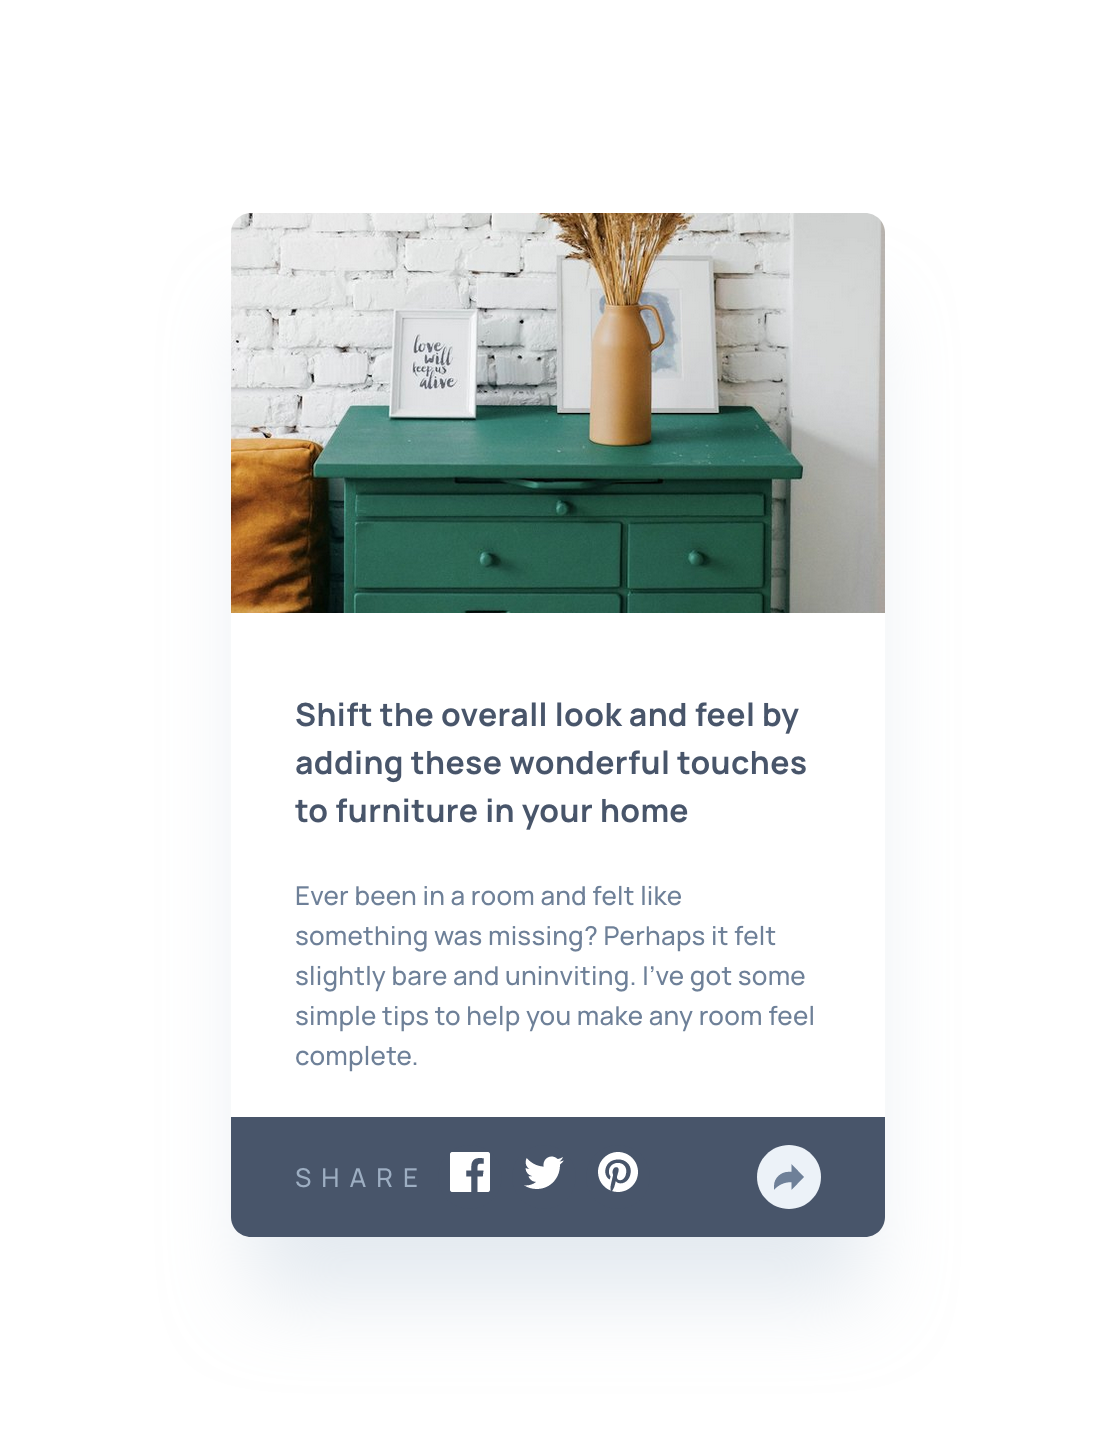 love
will
keep us
alive
Shift the overall look and feel by
adding these wonderful touches
to furniture in your home
Ever been in a room and felt like
something was missing? Perhaps it felt
slightly bare and uninviting. I’ve got some
simple tips to help you make any room feel
complete.
SHARE